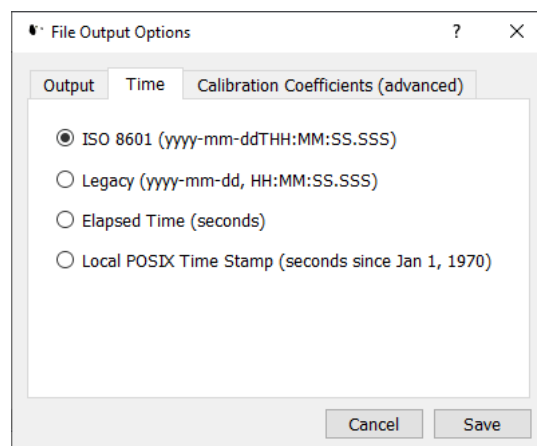 File Output Options ? ×
Output Time Calibration Coefficients (advanced)
ISO 8601 (yyyy-mm-ddTHH:MM:SS.SSS)
Legacy (yyyy-mm-dd, HH:MM:SS.SSS)
Elapsed Time (seconds)
Local POSIX Time Stamp (seconds since Jan 1, 1970)
Cancel Save